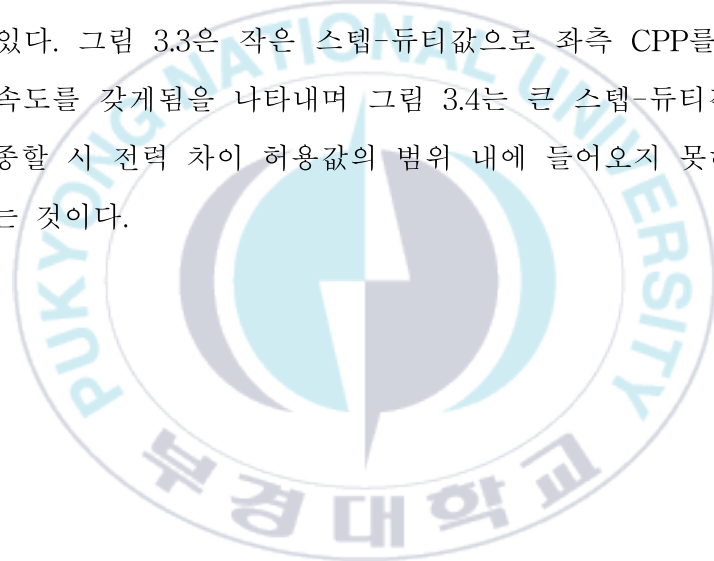 있다. 그림 3.3은 작은 스텝-듀티값으로 좌측 CPP를
속도를 갖게됨을 나타내며 그림 3.4는 큰 스텝-듀티
종할 시 전력 차이 허용값의 범위 내에 들어오지 못
는 것이다.
PUKYONG NATIONAL UNIVERSITY
부경대학교